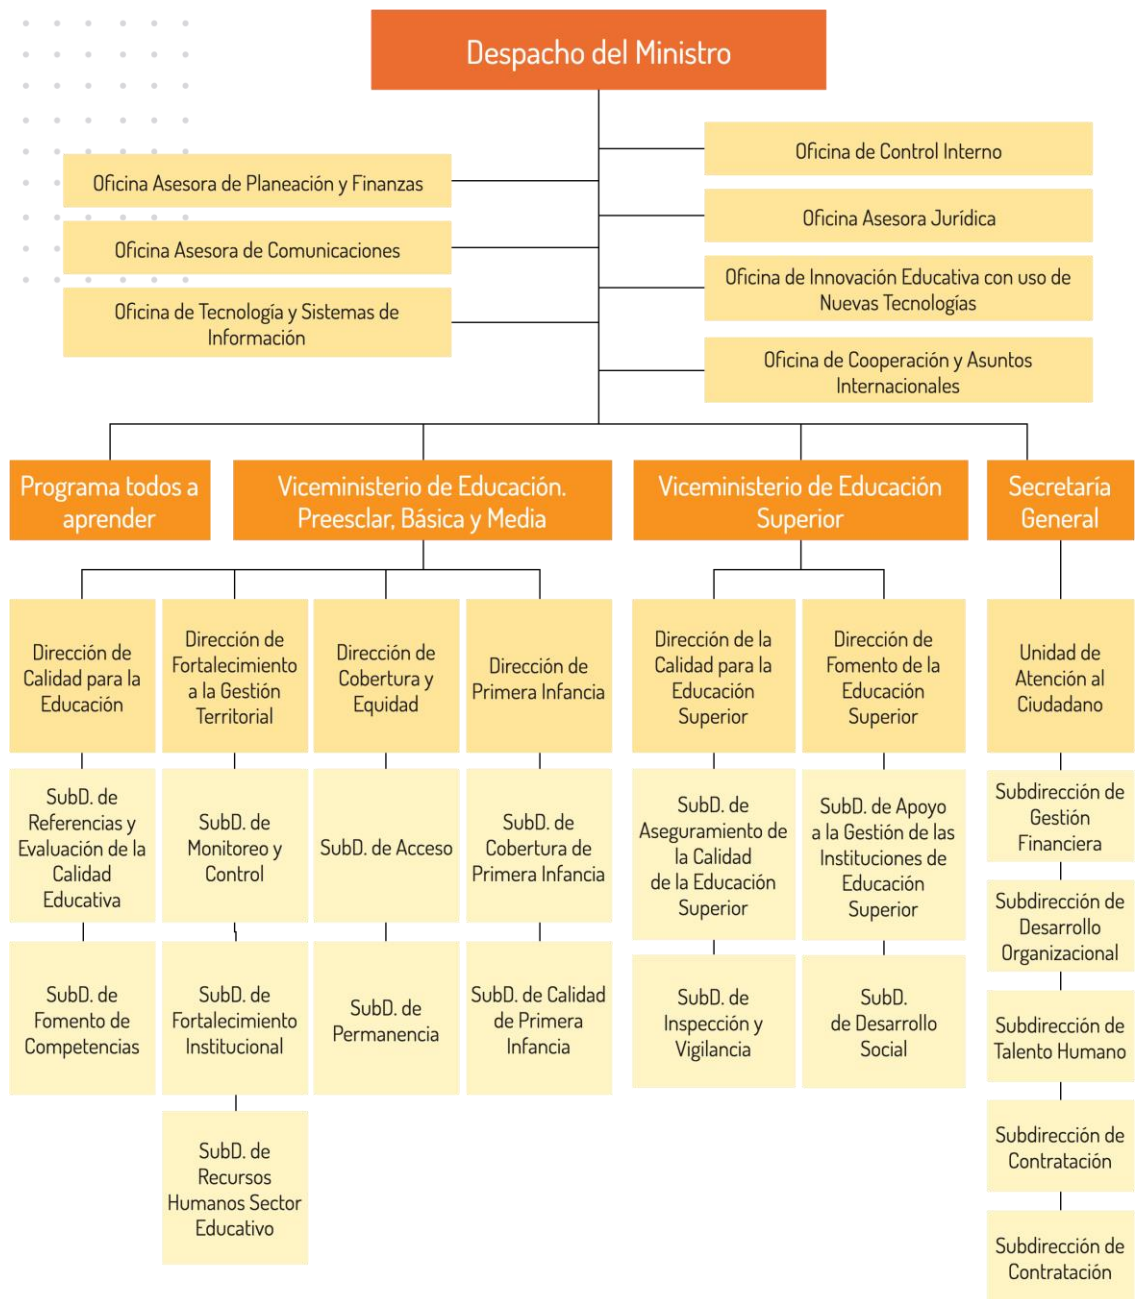 Despacho del Ministro
Oficina de Control Interno
Oficina Asesora de Planeación y Finanzas
Oficina Asesora Jurídica
Oficina Asesora de Comunicaciones
Oficina de Innovación Educativa con uso de
Nuevas Tecnologías
Oficina de Tecnología y Sistemas de
Información
Oficina de Cooperación y Asuntos
Internacionales
Programa todos a
aprender
Viceministerio de Educación.
Preesclar, Básica y Media
Viceministerio de Educación
Superior
Secretaría
General
Dirección de
Calidad para la
Educación
Dirección de
Fortalecimiento
a la Gestión
Territorial
Dirección de
Cobertura y
Equidad
Dirección de
Primera Infancia
Dirección de la
Calidad para la
Educación
Superior
Dirección de
Fomento de la
Educación
Superior
Unidad de
Atención al
Ciudadano
SubD. de
Referencias y
Evaluación de la
Calidad
Educativa
SubD. de
Monitoreo y
Control
SubD. de Acceso
SubD. de
Cobertura de
Primera Infancia
SubD. de
Aseguramiento de
la Calidad
de la Educación
Superior
SubD. de Apoyo
a la Gestión de las
Instituciones de
Educación
Superior
Subdirección de
Gestión
Financiera
Subdirección de
Desarrollo
Organizacional
SubD. de
Fomento de
Competencias
SubD. de
Fortalecimiento
Institucional
SubD. de
Permanencia
SubD. de Calidad
de Primera
Infancia
SubD. de
Inspección y
Vigilancia
SubD.
de Desarrollo
Social
Subdirección de
Talento Humano
SubD. de
Recursos
Humanos Sector
Educativo
Subdirección de
Contratación
Subdirección de
Contratación